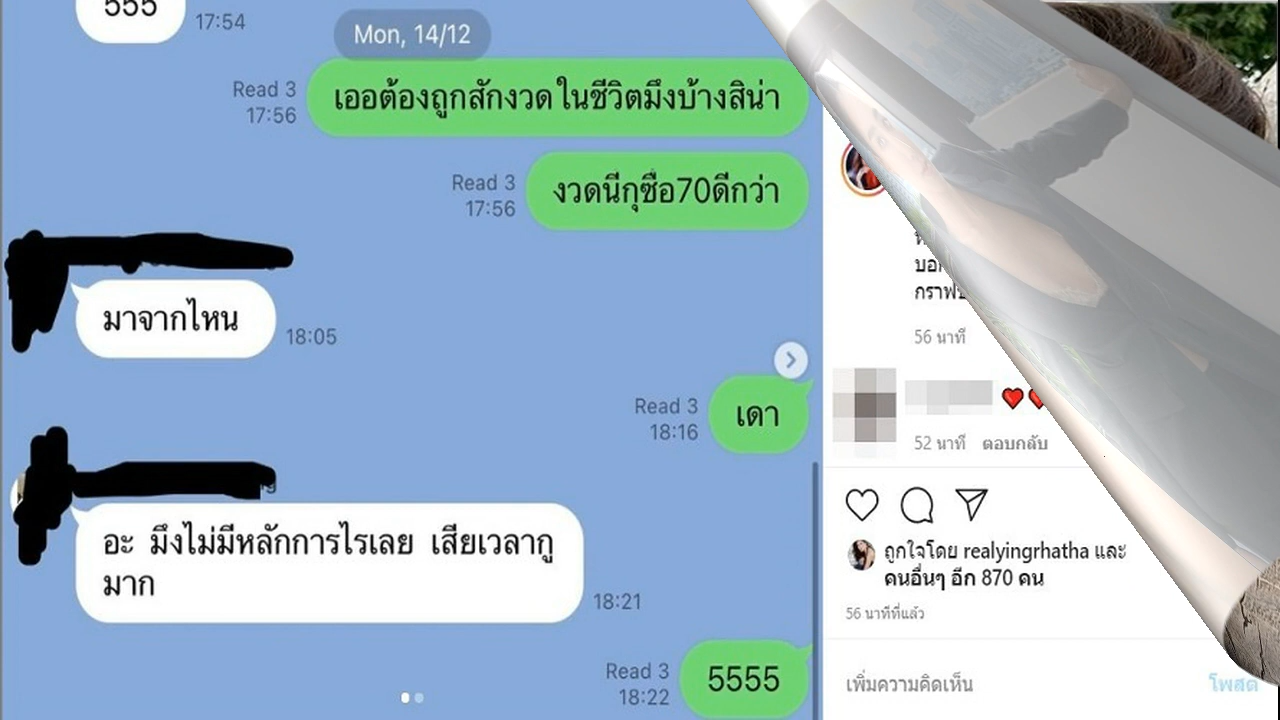 555
17:54
Mon, 14/12
Read 3
17:56
เออต้องถูกสักงวดในชีวิตมึงบ้างสิน่า
Read 3
17:56
งวดนี้กุซื้อ70ดีกว่า
มาจากไหน
18:05
Read 3
18:16
เดา
อะ มึงไม่มีหลักการไรเลย เสียเวลากู
มาก
18:21
Read 3
18:22
5555
56 นาที
52 นาที ตอบกลับ
ถูกใจโดย realyingrhatha และ
คนอื่นๆ อีก 870 คน
56 นาทีที่แล้ว
เพิ่มความคิดเห็น
โพสต์